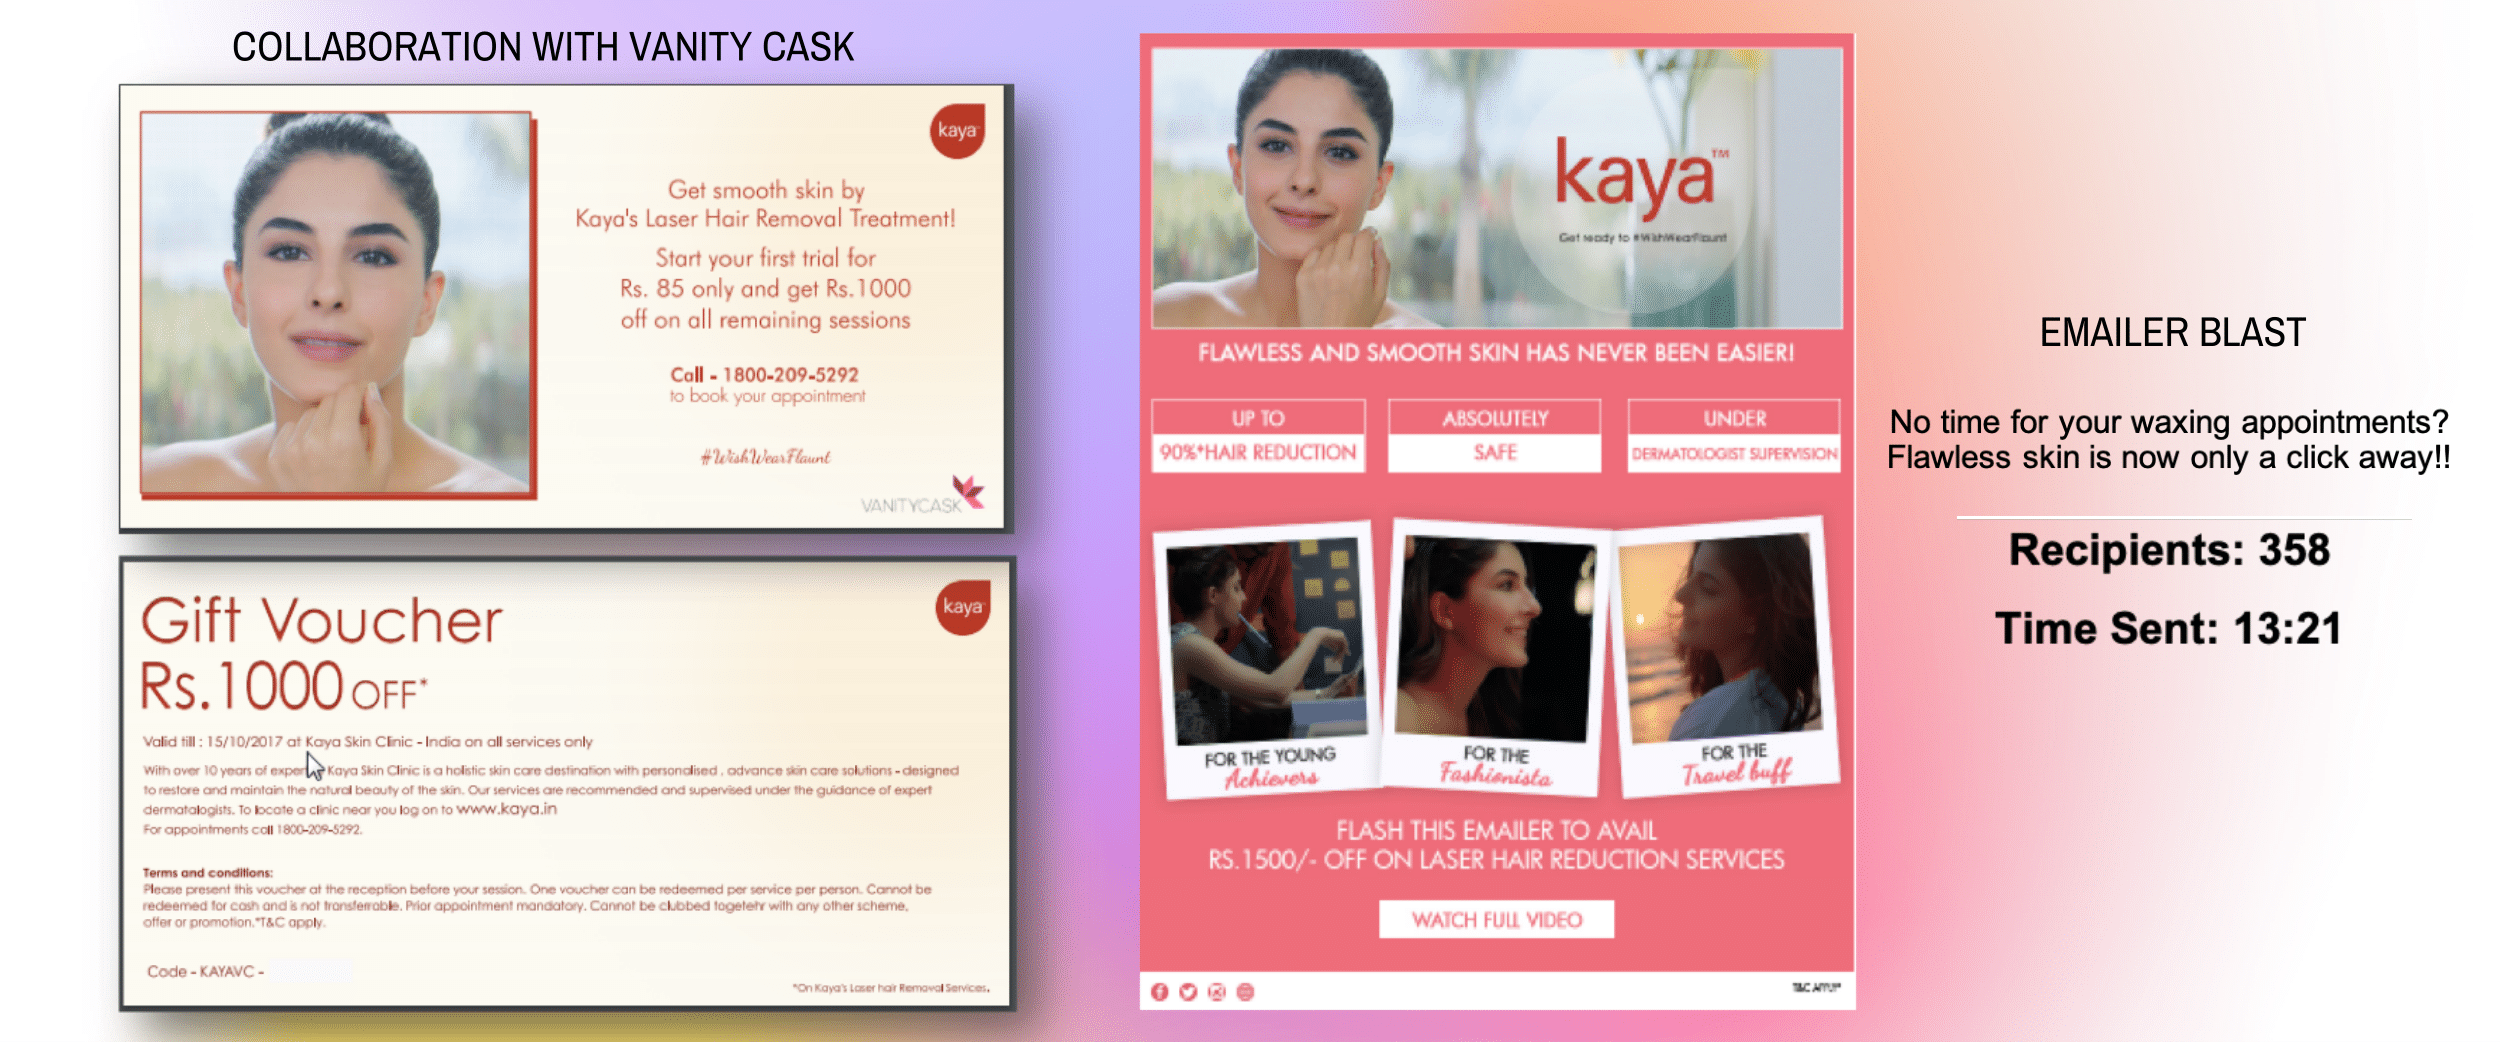 COLLABORATION WITH VANITY CASK
kaya
Get smooth skin by
Kaya's Laser Hair Removal Treatment!
Start your first trial for
Rs. 85 only and get Rs.1000
off on all remaining sessions
Call - 1800-209-5292
to book your appointment
#WishWearFlaunt
VANITYCASK
Gift Voucher
Rs.1000 OFF*
kaya
Valid till : 15/10/2017 at Kaya Skin Clinic - India on all services only
With over 10 years of exper Kaya Skin Clinic is a holistic skin care destination with personalised , advance skin care solutions - designed
to restore and maintain the natural beauty of the skin. Our services are recommended and supervised under the guidance of expert
dermatalogists. To locate a clinic near you log on to www.kaya.in
For appointments call 1800-209-5292.
Terms and conditions:
Please present this voucher at the reception before your session. One voucher can be redeemed per service per person. Cannot be
redeemed for cash and is not transferrable. Prior appointment mandatory. Cannot be clubbed togetehr with any other scheme,
offer or promotion.*T&C apply.
Code - KAYAVC -
*On Kaya's Laser hair Removal Services.
kaya™
Get ready to #WishWearFlaunt
FLAWLESS AND SMOOTH SKIN HAS NEVER BEEN EASIER!
UP TO
90%*HAIR REDUCTION
ABSOLUTELY
SAFE
UNDER
DERMATOLOGIST SUPERVISION
FOR THE YOUNG
Achievers
FOR THE
Fashionista
FOR THE
Travel buff
FLASH THIS EMAILER TO AVAIL
RS.1500/- OFF ON LASER HAIR REDUCTION SERVICES
WATCH FULL VIDEO
T&C APPLY*
EMAILER BLAST
No time for your waxing appointments?
Flawless skin is now only a click away!!
Recipients: 358
Time Sent: 13:21